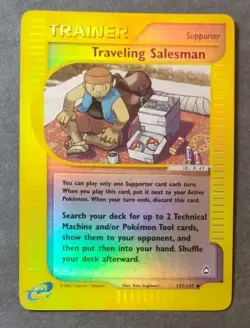 TRAINER
Supporter
Traveling Salesman
You can play only one Supporter card each turn.
When you play this card, put it next to your Active
Pokémon. When your turn ends, discard this card.
Search your deck for up to 2 Technical
Machine and/or Pokémon Tool cards,
show them to your opponent, and
then put them into your hand. Shuffle
your deck afterward.
Illus. Ken Sugimori
e